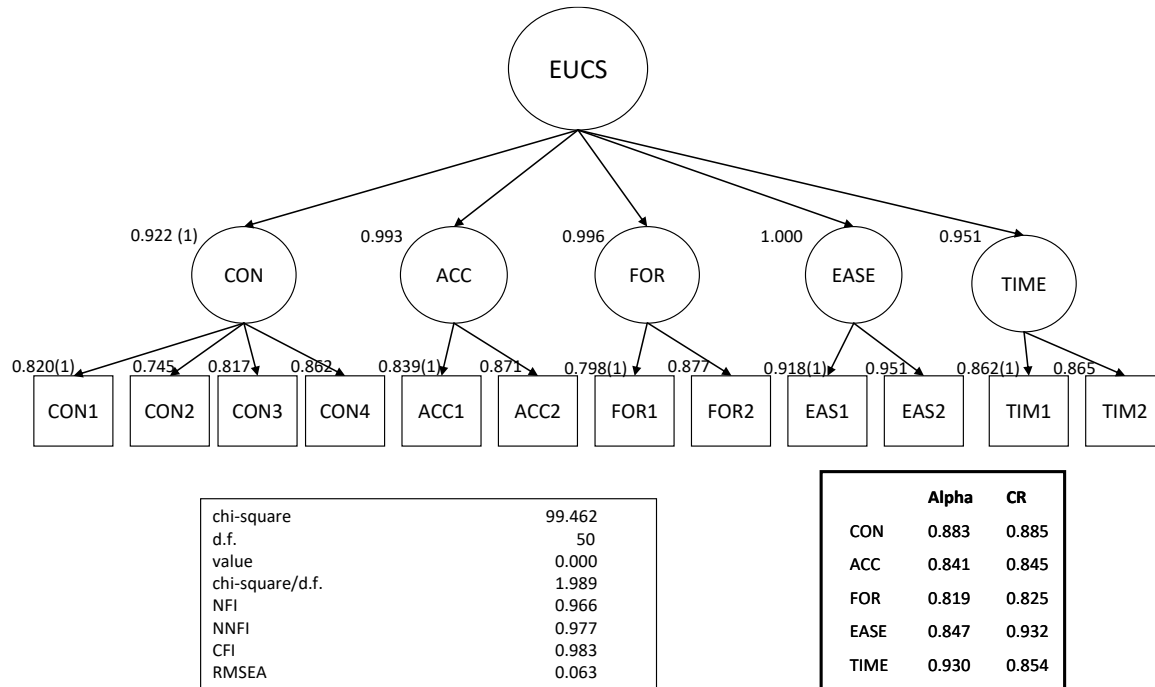 EUCS
0.922 (1) 0.993 0.996 1.000 0.951
CON ACC FOR EASE TIME
0.820(1) 0.745 0.817 0.862 0.839(1) 0.871 0.798(1) 0.877 0.918(1) 0.951 0.862(1) 0.865
CON1 CON2 CON3 CON4 ACC1 ACC2 FOR1 FOR2 EAS1 EAS2 TIM1 TIM2
chi-square 99.462
d.f. 50
value 0.000
chi-square/d.f. 1.989
NFI 0.966
NNFI 0.977
CFI 0.983
RMSEA 0.063
Alpha CR
CON 0.883 0.885
ACC 0.841 0.845
FOR 0.819 0.825
EASE 0.847 0.932
TIME 0.930 0.854